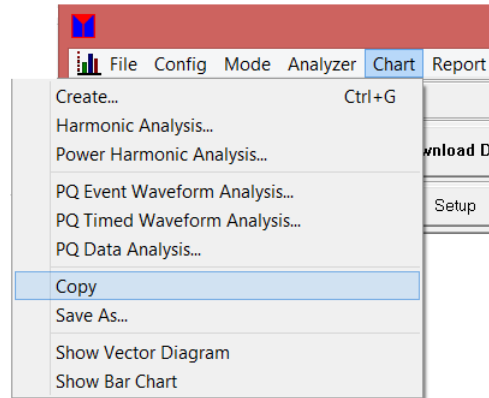 File Config Mode Analyzer Chart Report
Create... Ctrl+G
Harmonic Analysis...
Power Harmonic Analysis...
PQ Event Waveform Analysis...
PQ Timed Waveform Analysis...
PQ Data Analysis...
Copy
Save As...
Show Vector Diagram
Show Bar Chart
wnload D
Setup